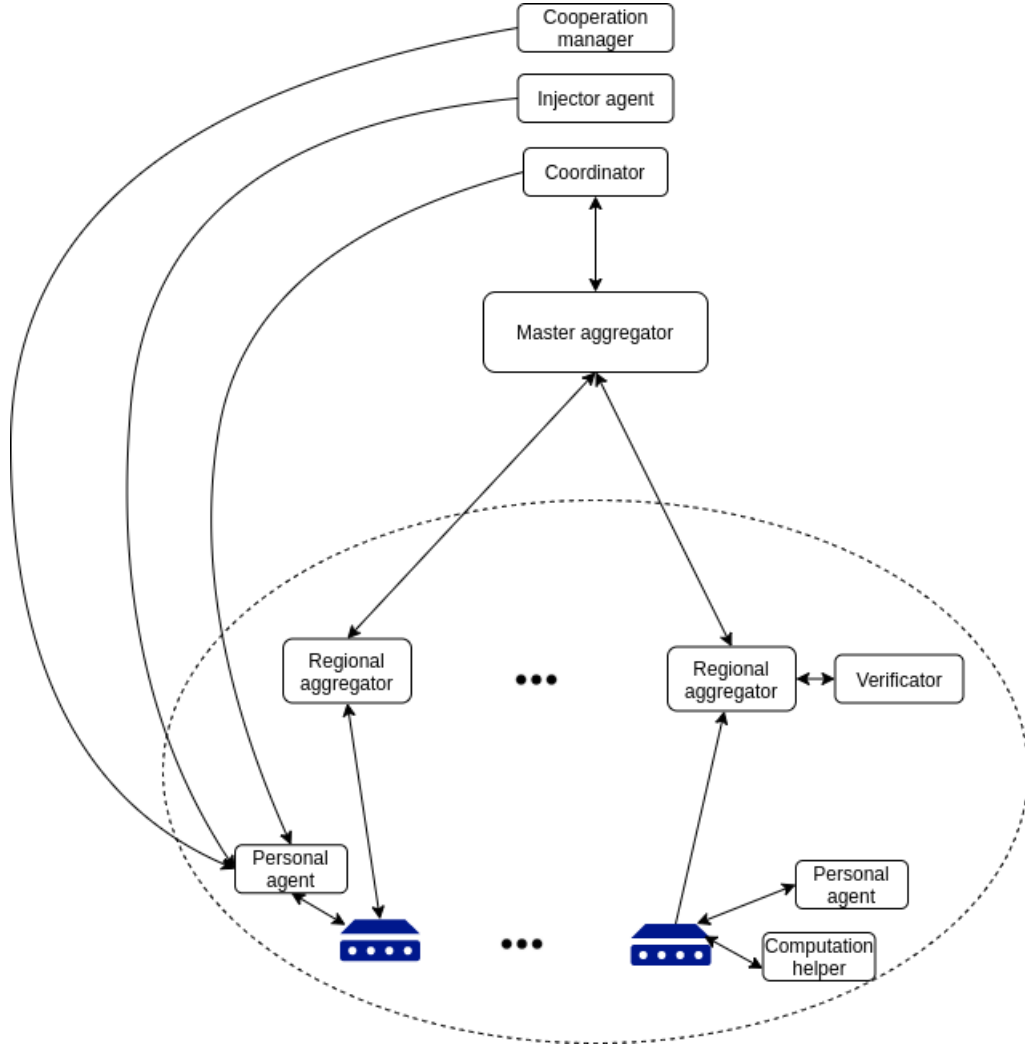 Cooperation
manager
Injector agent
Coordinator
Master aggregator
Regional
aggregator
Regional
aggregator
Verificator
Personal
agent
Personal
agent
Computation
helper